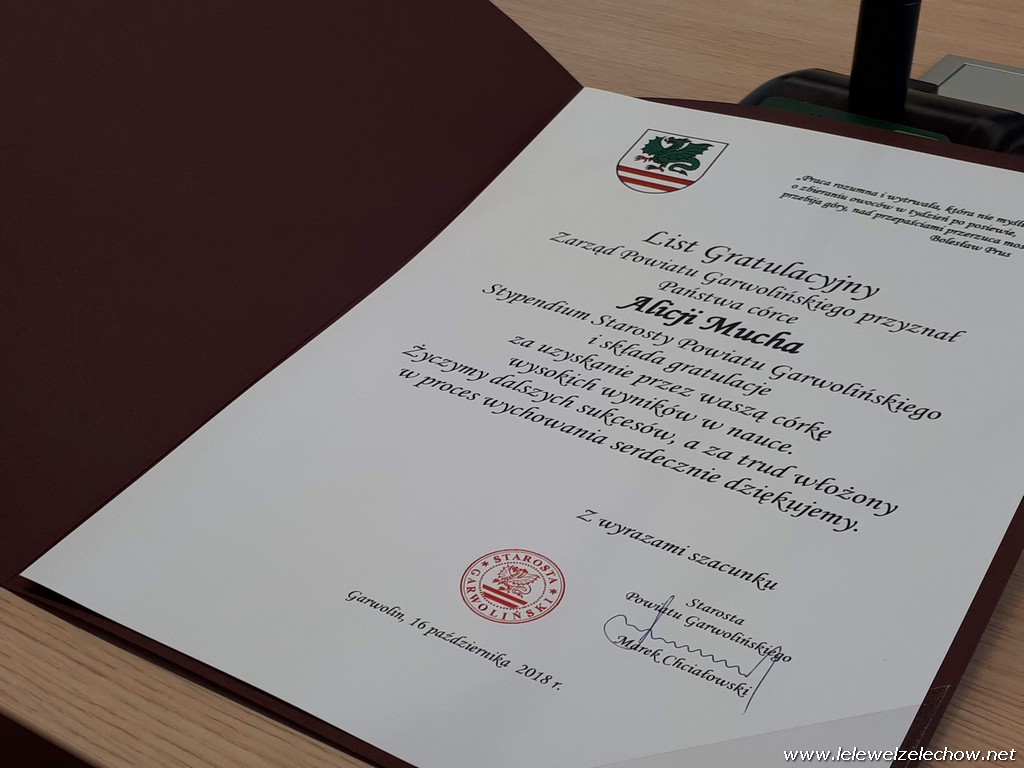 „Praca rozumna i wytrwała, która nie myśli
o zbieraniu owoców w tydzień po posiewie,
przebija góry, nad przepaściami przerzuca
Bolesław Prus
List Gratulacyjny
Zarząd Powiatu Garwolińskiego przyznał
Państwa córce
Alicji Mucha
Stypendium Starosty Powiatu Garwolińskiego
i składa gratulacje
za uzyskanie przez waszą córkę
wysokich wyników w nauce.
Życzymy dalszych sukcesów, a za trud włożony
w proces wychowania serdecznie dziękujemy.
Z wyrazami szacunku
STAROSTA
GARWOLIŃSKI
Starosta
Powiatu Garwolińskiego
Marek Chciałowski
Garwolin, 16 października 2018 r.
www.lelewelzelechow.net